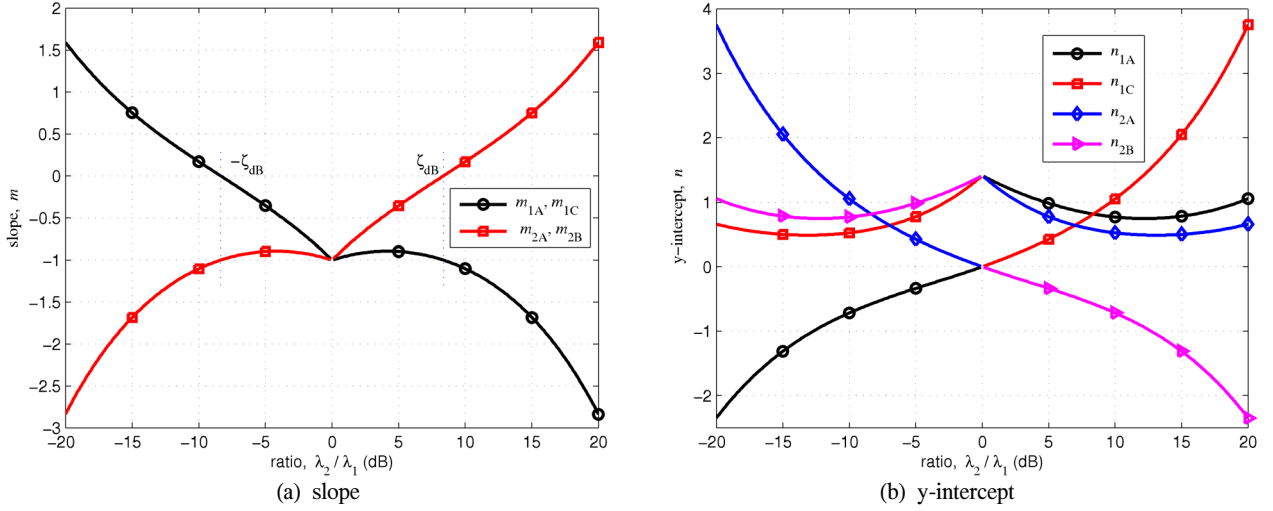 2
1.5
1
0.5
0
−0.5
−1
−1.5
−2
−2.5
−3
slope, m
−ζdB
ζdB
m1A, m1C
m2A, m2B
−20 −15 −10 −5 0 5 10 15 20
ratio, λ2 / λ1 (dB)
(a) slope
4
3
2
1
0
−1
−2
y−intercept, n
n1A
n1C
n2A
n2B
−20 −15 −10 −5 0 5 10 15 20
ratio, λ2 / λ1 (dB)
(b) y-intercept